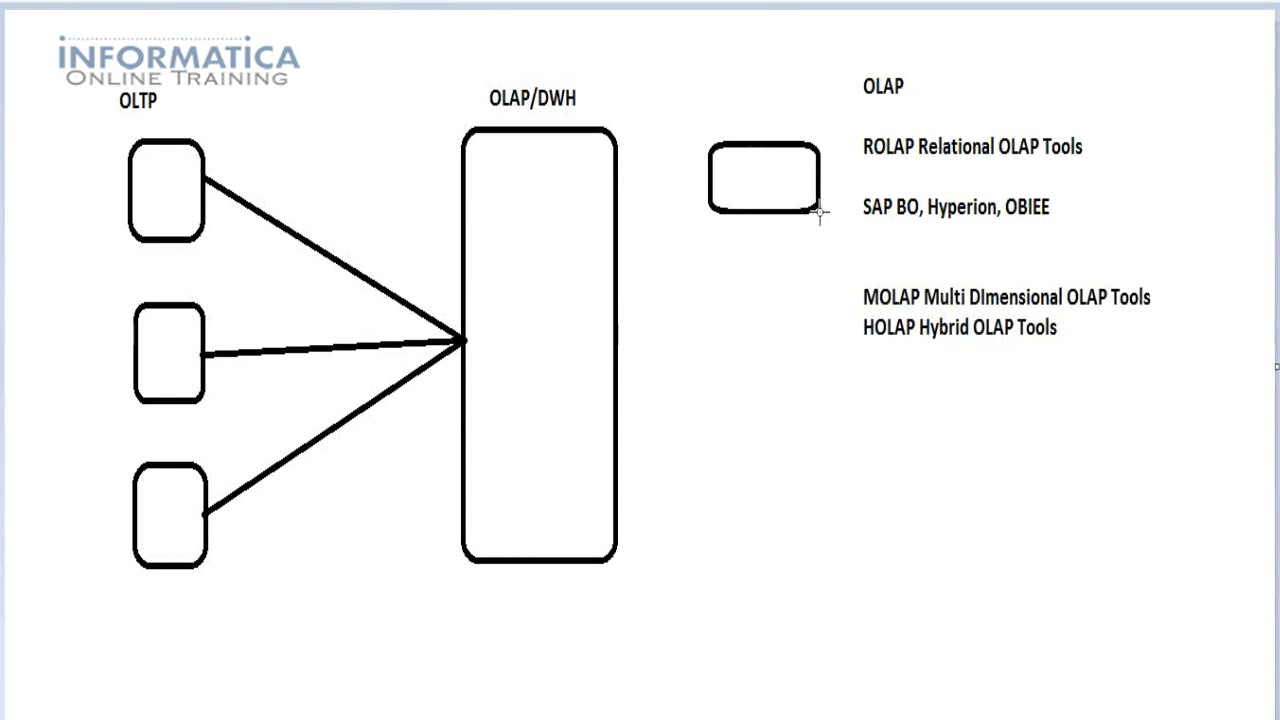 INFORMATICA
ONLINE TRAINING
OLTP
OLAP/DWH
OLAP
ROLAP Relational OLAP Tools
SAP BO, Hyperion, OBIEE
MOLAP Multi DImensional OLAP Tools
HOLAP Hybrid OLAP Tools